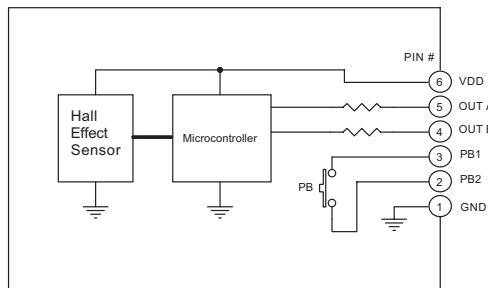 PIN #
6 VDD
Hall
Effect
Sensor
Microcontroller
5 OUT A
4 OUT
3 PB1
PB
2 PB2
1 GND